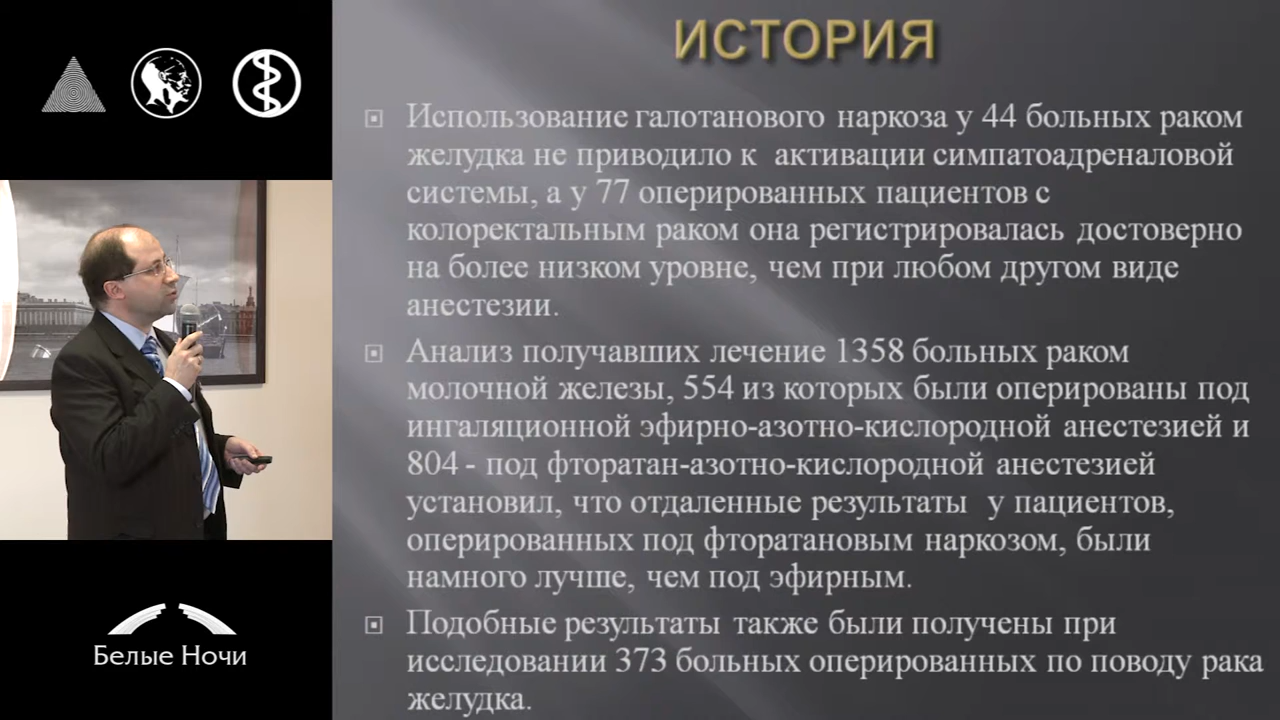 ИСТОРИЯ
Использование галотанового наркоза у 44 больных раком
желудка не приводило к активации симпатоадреналовой
системы, а у 77 оперированных пациентов с
колоректальным раком она регистрировалась достоверно
на более низком уровне, чем при любом другом виде
анестезии.
Анализ получавших лечение 1358 больных раком
молочной железы, 554 из которых были оперированы под
ингаляционной эфирно-азотно-кислородной анестезией и
804 - под фторатан-азотно-кислородной анестезией
установил, что отдаленные результаты у пациентов,
оперированных под фторатановым наркозом, были
намного лучше, чем под эфирным.
Подобные результаты также были получены при
исследовании 373 больных оперированных по поводу рака
желудка.
Белые Ночи